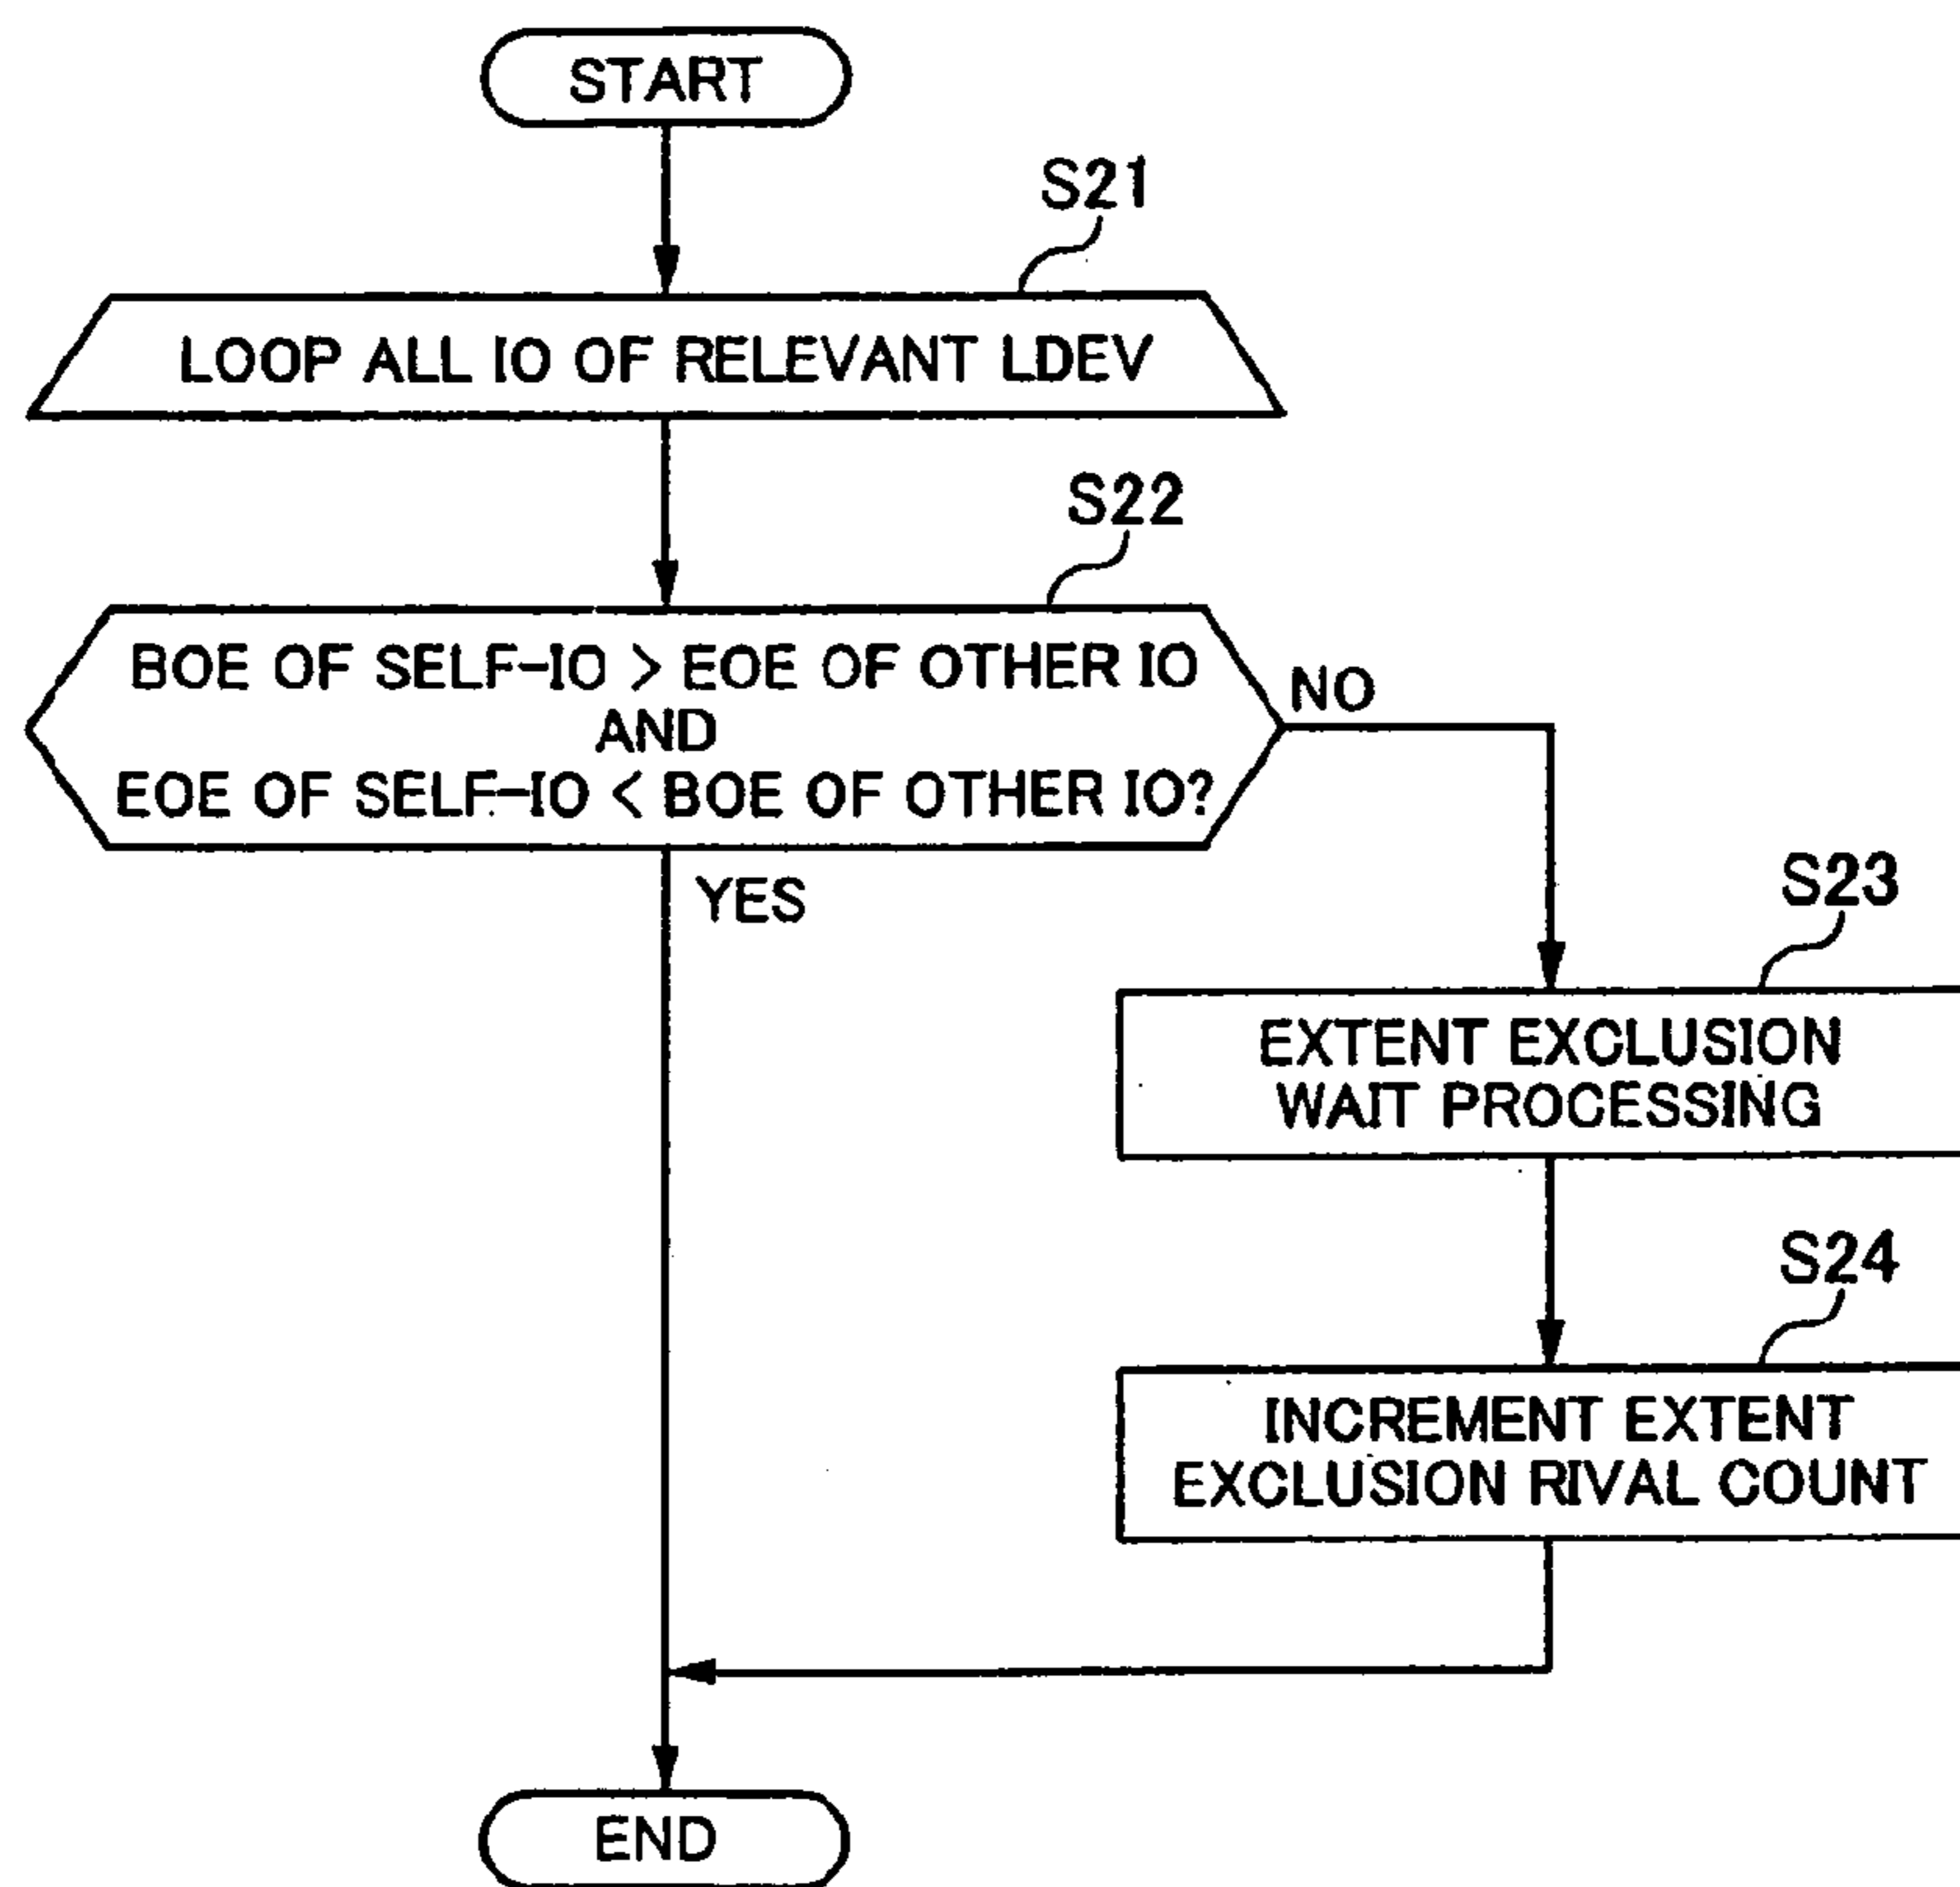 START
S21
LOOP ALL IO OF RELEVANT LDEV
S22
BOE OF SELF-IO > EOE OF OTHER IO
AND
EOE OF SELF-IO < BOE OF OTHER IO?
NO
YES
S23
EXTENT EXCLUSION
WAIT PROCESSING
S24
INCREMENT EXTENT
EXCLUSION RIVAL COUNT
END